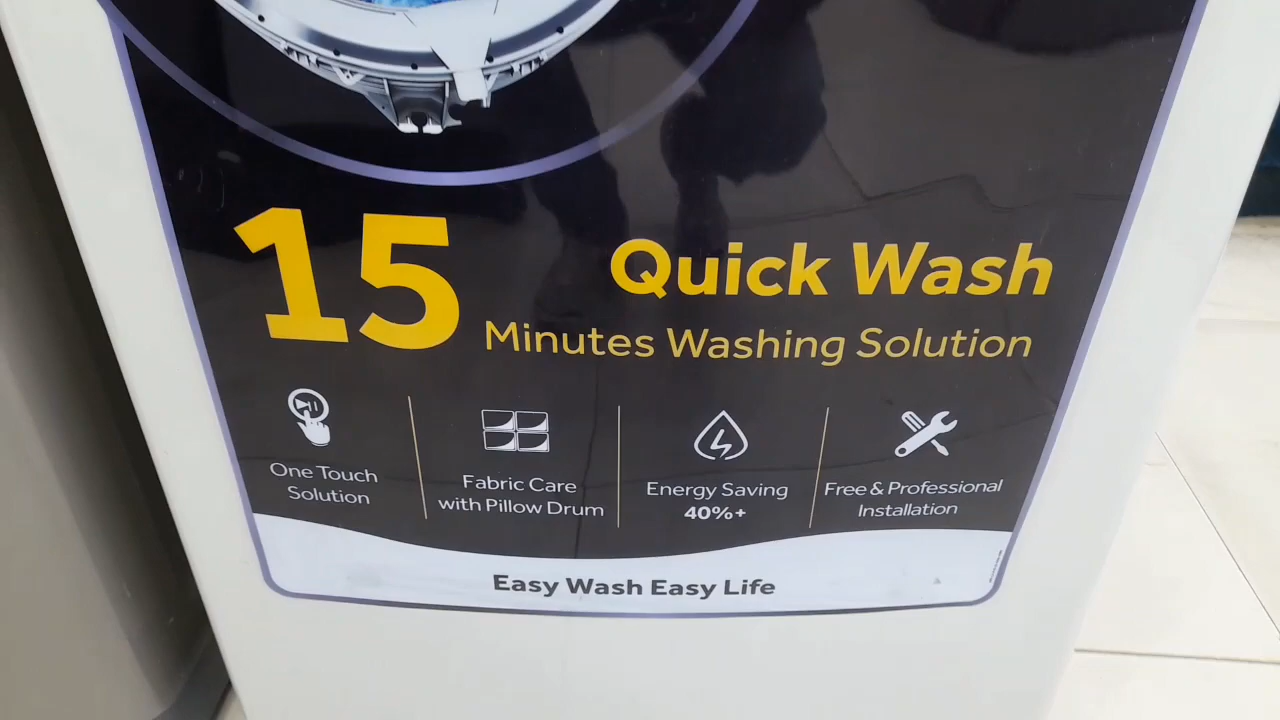 15
Quick Wash
Minutes Washing Solution
One Touch
Solution
Fabric Care
with Pillow Drum
Energy Saving
40%+
Free & Professional
Installation
Easy Wash Easy Life